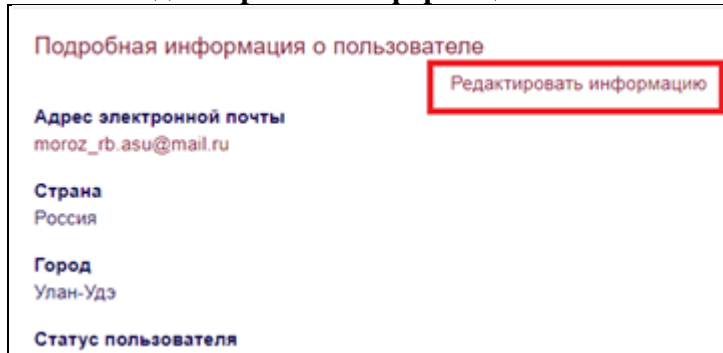 Подробная информация о пользователе
Редактировать информацию
Адрес электронной почты
moroz_rb.asu@mail.ru
Страна
Россия
Город
Улан-Удэ
Статус пользователя